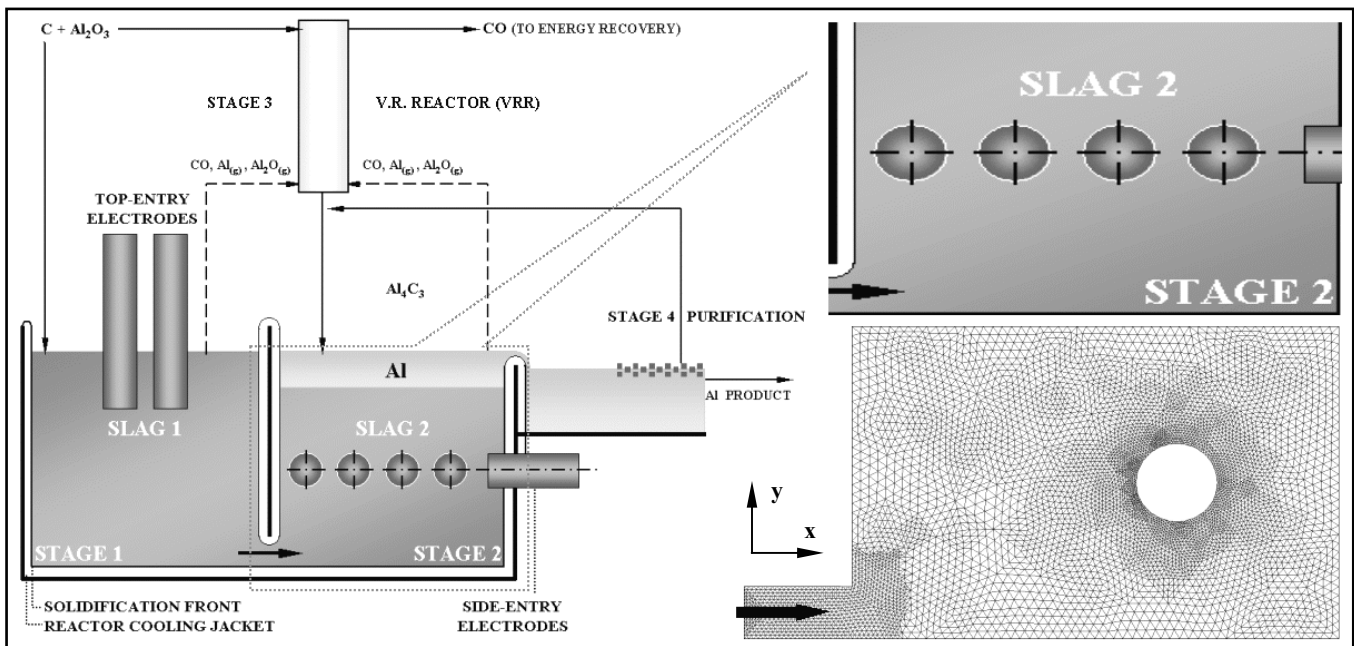 C + Al₂O₃
CO (TO ENERGY RECOVERY)
STAGE 3
V.R. REACTOR (VRR)
CO, Al(g), Al₂O(g)
CO, Al(g), Al₂O(g)
TOP-ENTRY
ELECTRODES
Al₄C₃
STAGE 4 PURIFICATION
Al
Al PRODUCT
SLAG 1
SLAG 2
STAGE 1
STAGE 2
SOLIDIFICATION FRONT
REACTOR COOLING JACKET
SIDE-ENTRY
ELECTRODES
SLAG 2
STAGE 2
y
x